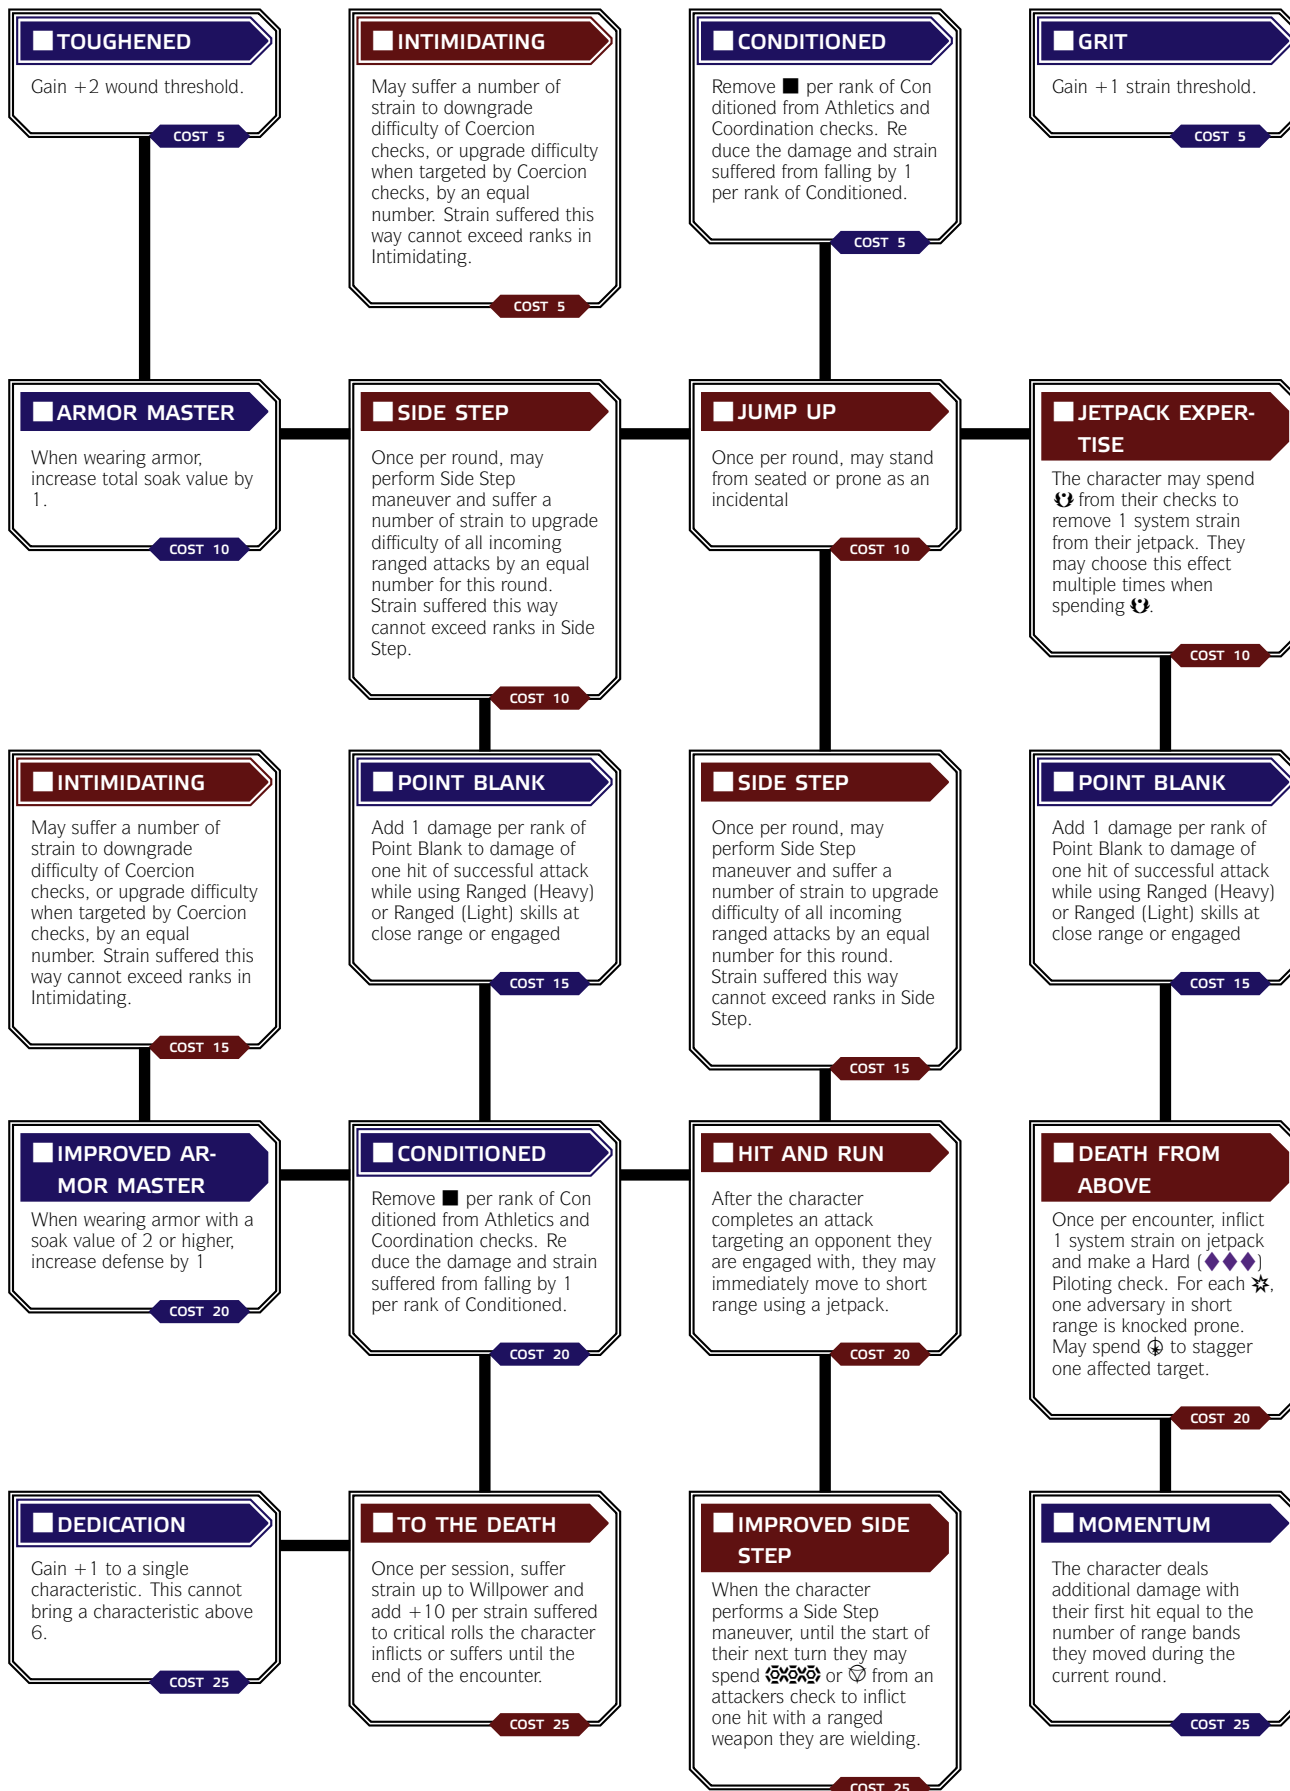 TOUGHENED
Gain +2 wound threshold.
COST 5
INTIMIDATING
May suffer a number of
strain to downgrade
difficulty of Coercion
checks, or upgrade difficulty
when targeted by Coercion
checks, by an equal
number. Strain suffered this
way cannot exceed ranks in
Intimidating.
COST 5
CONDITIONED
Remove ■ per rank of Con
ditioned from Athletics and
Coordination checks. Re
duce the damage and strain
suffered from falling by 1
per rank of Conditioned.
COST 5
GRIT
Gain +1 strain threshold.
COST 5
ARMOR MASTER
When wearing armor,
increase total soak value by
1.
COST 10
SIDE STEP
Once per round, may
perform Side Step
maneuver and suffer a
number of strain to upgrade
difficulty of all incoming
ranged attacks by an equal
number for this round.
Strain suffered this way
cannot exceed ranks in Side
Step.
COST 10
JUMP UP
Once per round, may stand
from seated or prone as an
incidental
COST 10
JETPACK EXPER-
TISE
The character may spend
from their checks to
remove 1 system strain
from their jetpack. They
may choose this effect
multiple times when
spending .
COST 10
INTIMIDATING
May suffer a number of
strain to downgrade
difficulty of Coercion
checks, or upgrade difficulty
when targeted by Coercion
checks, by an equal
number. Strain suffered this
way cannot exceed ranks in
Intimidating.
COST 15
POINT BLANK
Add 1 damage per rank of
Point Blank to damage of
one hit of successful attack
while using Ranged (Heavy)
or Ranged (Light) skills at
close range or engaged
COST 15
SIDE STEP
Once per round, may
perform Side Step
maneuver and suffer a
number of strain to upgrade
difficulty of all incoming
ranged attacks by an equal
number for this round.
Strain suffered this way
cannot exceed ranks in Side
Step.
COST 15
POINT BLANK
Add 1 damage per rank of
Point Blank to damage of
one hit of successful attack
while using Ranged (Heavy)
or Ranged (Light) skills at
close range or engaged
COST 15
IMPROVED AR-
MOR MASTER
When wearing armor with a
soak value of 2 or higher,
increase defense by 1
COST 20
CONDITIONED
Remove ■ per rank of Con
ditioned from Athletics and
Coordination checks. Re
duce the damage and strain
suffered from falling by 1
per rank of Conditioned.
COST 20
HIT AND RUN
After the character
completes an attack
targeting an opponent they
are engaged with, they may
immediately move to short
range using a jetpack.
COST 20
DEATH FROM
ABOVE
Once per encounter, inflict
1 system strain on jetpack
and make a Hard (◆◆◆)
Piloting check. For each ,
one adversary in short
range is knocked prone.
May spend to stagger
one affected target.
COST 20
DEDICATION
Gain +1 to a single
characteristic. This cannot
bring a characteristic above
6.
COST 25
TO THE DEATH
Once per session, suffer
strain up to Willpower and
add +10 per strain suffered
to critical rolls the character
inflicts or suffers until the
end of the encounter.
COST 25
IMPROVED SIDE
STEP
When the character
performs a Side Step
maneuver, until the start of
their next turn they may
spend or from an
attackers check to inflict
one hit with a ranged
weapon they are wielding.
COST 25
MOMENTUM
The character deals
additional damage with
their first hit equal to the
number of range bands
they moved during the
current round.
COST 25